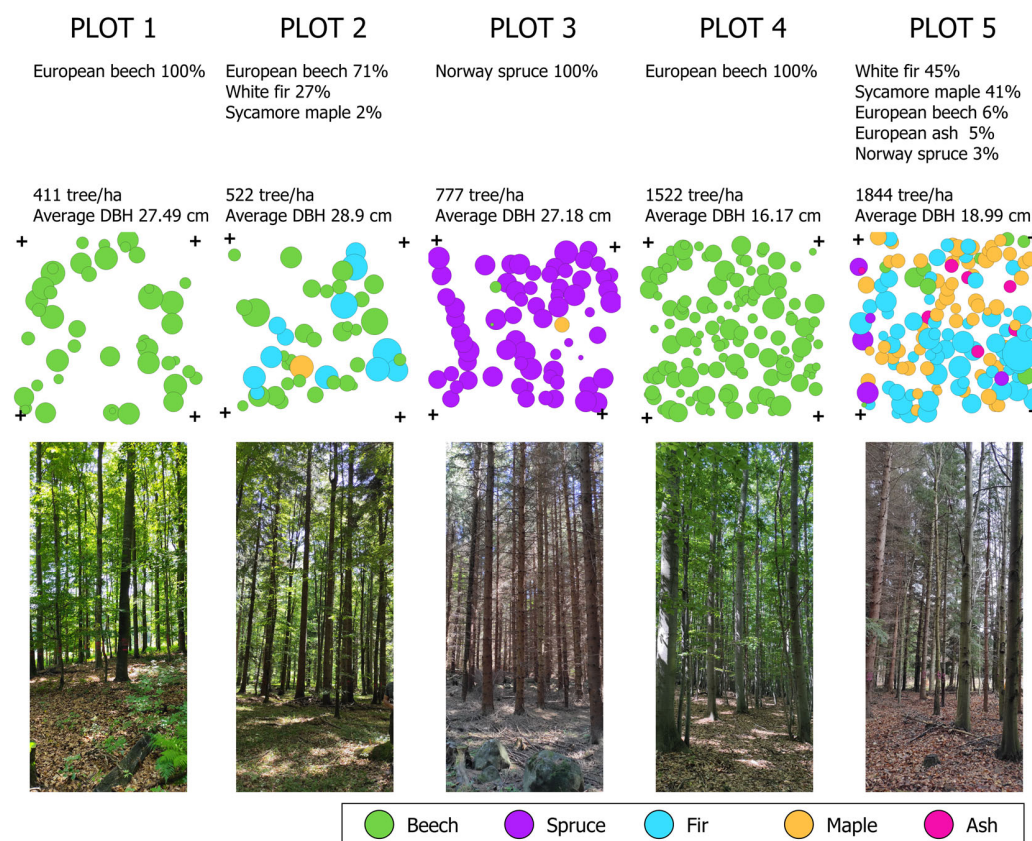 PLOT 1
European beech 100%
411 tree/ha
Average DBH 27.49 cm
PLOT 2
European beech 71%
White fir 27%
Sycamore maple 2%
522 tree/ha
Average DBH 28.9 cm
PLOT 3
Norway spruce 100%
777 tree/ha
Average DBH 27.18 cm
PLOT 4
European beech 100%
1522 tree/ha
Average DBH 16.17 cm
PLOT 5
White fir 45%
Sycamore maple 41%
European beech 6%
European ash 5%
Norway spruce 3%
1844 tree/ha
Average DBH 18.99 cm
Beech
Spruce
Fir
Maple
Ash